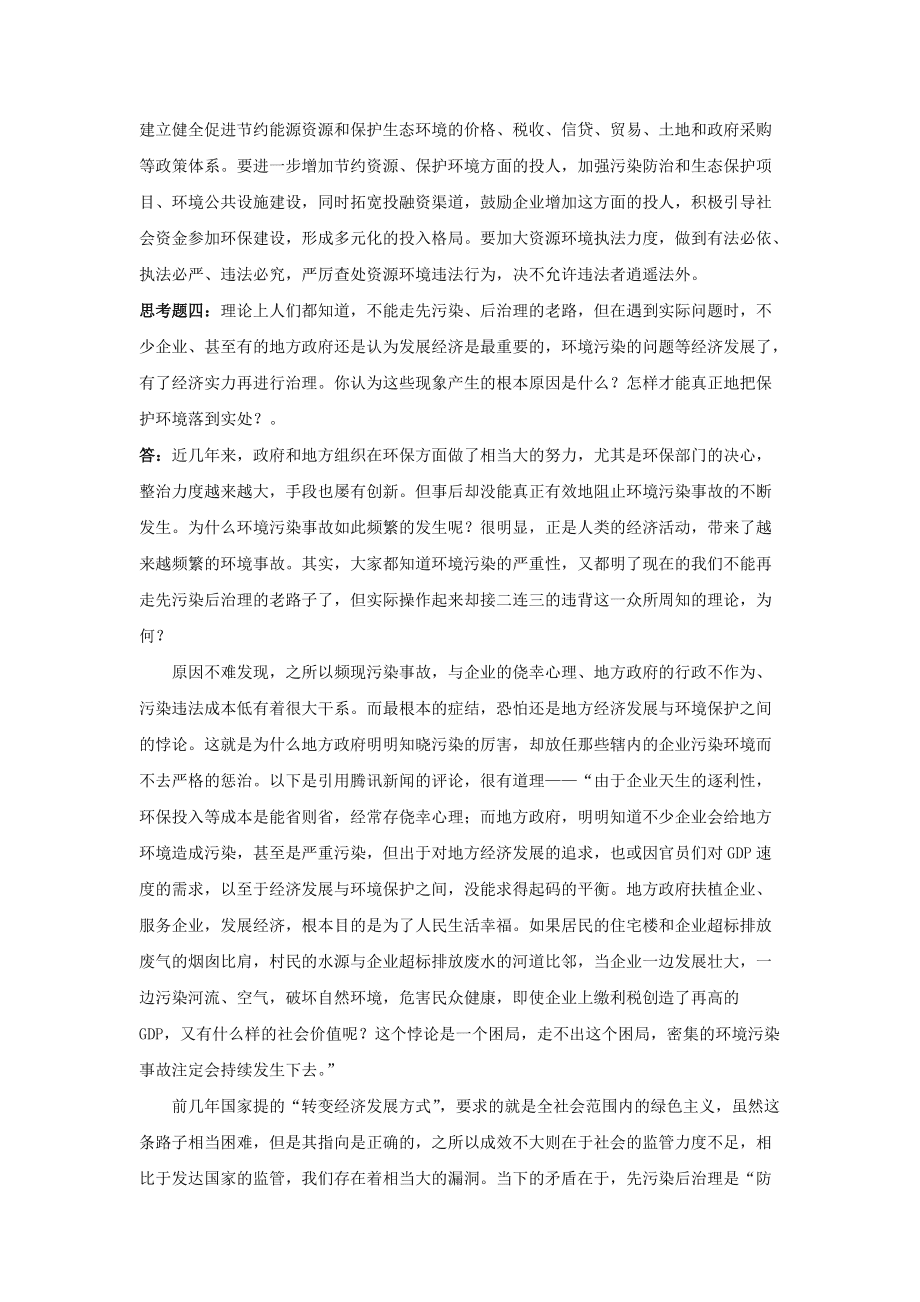 建立健全促进节约能源资源和保护生态环境的价格、税收、信贷、贸易、土地和政府采购
等政策体系。要进一步增加节约资源、保护环境方面的投人，加强污染防治和生态保护项
目、环境公共设施建设，同时拓宽投融资渠道，鼓励企业增加这方面的投人，积极引导社
会资金参加环保建设，形成多元化的投入格局。要加大资源环境执法力度，做到有法必依、
执法必严、违法必究，严厉查处资源环境违法行为，决不允许违法者逍遥法外。
思考题四：理论上人们都知道，不能走先污染、后治理的老路，但在遇到实际问题时，不
少企业、甚至有的地方政府还是认为发展经济是最重要的，环境污染的问题等经济发展了，
有了经济实力再进行治理。你认为这些现象产生的根本原因是什么？怎样才能真正地把保
护环境落到实处？。
答：近几年来，政府和地方组织在环保方面做了相当大的努力，尤其是环保部门的决心，
整治力度越来越大，手段也屡有创新。但事后却没能真正有效地阻止环境污染事故的不断
发生。为什么环境污染事故如此频繁的发生呢？很明显，正是人类的经济活动，带来了越
来越频繁的环境事故。其实，大家都知道环境污染的严重性，又都明了现在的我们不能再
走先污染后治理的老路子了，但实际操作起来却接二连三的违背这一众所周知的理论，为
何？
原因不难发现，之所以频现污染事故，与企业的侥幸心理、地方政府的行政不作为、
污染违法成本低有着很大干系。而最根本的症结，恐怕还是地方经济发展与环境保护之间
的悖论。这就是为什么地方政府明明知晓污染的厉害，却放任那些辖内的企业污染环境而
不去严格的惩治。以下是引用腾讯新闻的评论，很有道理——“由于企业天生的逐利性，
环保投入等成本是能省则省，经常存侥幸心理；而地方政府，明明知道不少企业会给地方
环境造成污染，甚至是严重污染，但出于对地方经济发展的追求，也或因官员们对 GDP 速
度的需求，以至于经济发展与环境保护之间，没能求得起码的平衡。地方政府扶植企业、
服务企业，发展经济，根本目的是为了人民生活幸福。如果居民的住宅楼和企业超标排放
废气的烟囱比肩，村民的水源与企业超标排放废水的河道比邻，当企业一边发展壮大，一
边污染河流、空气，破坏自然环境，危害民众健康，即使企业上缴利税创造了再高的
GDP，又有什么样的社会价值呢？这个悖论是一个困局，走不出这个困局，密集的环境污染
事故注定会持续发生下去。”
前几年国家提的“转变经济发展方式”，要求的就是全社会范围内的绿色主义，虽然这
条路子相当困难，但是其指向是正确的，之所以成效不大则在于社会的监管力度不足，相
比于发达国家的监管，我们存在着相当大的漏洞。当下的矛盾在于，先污染后治理是“防